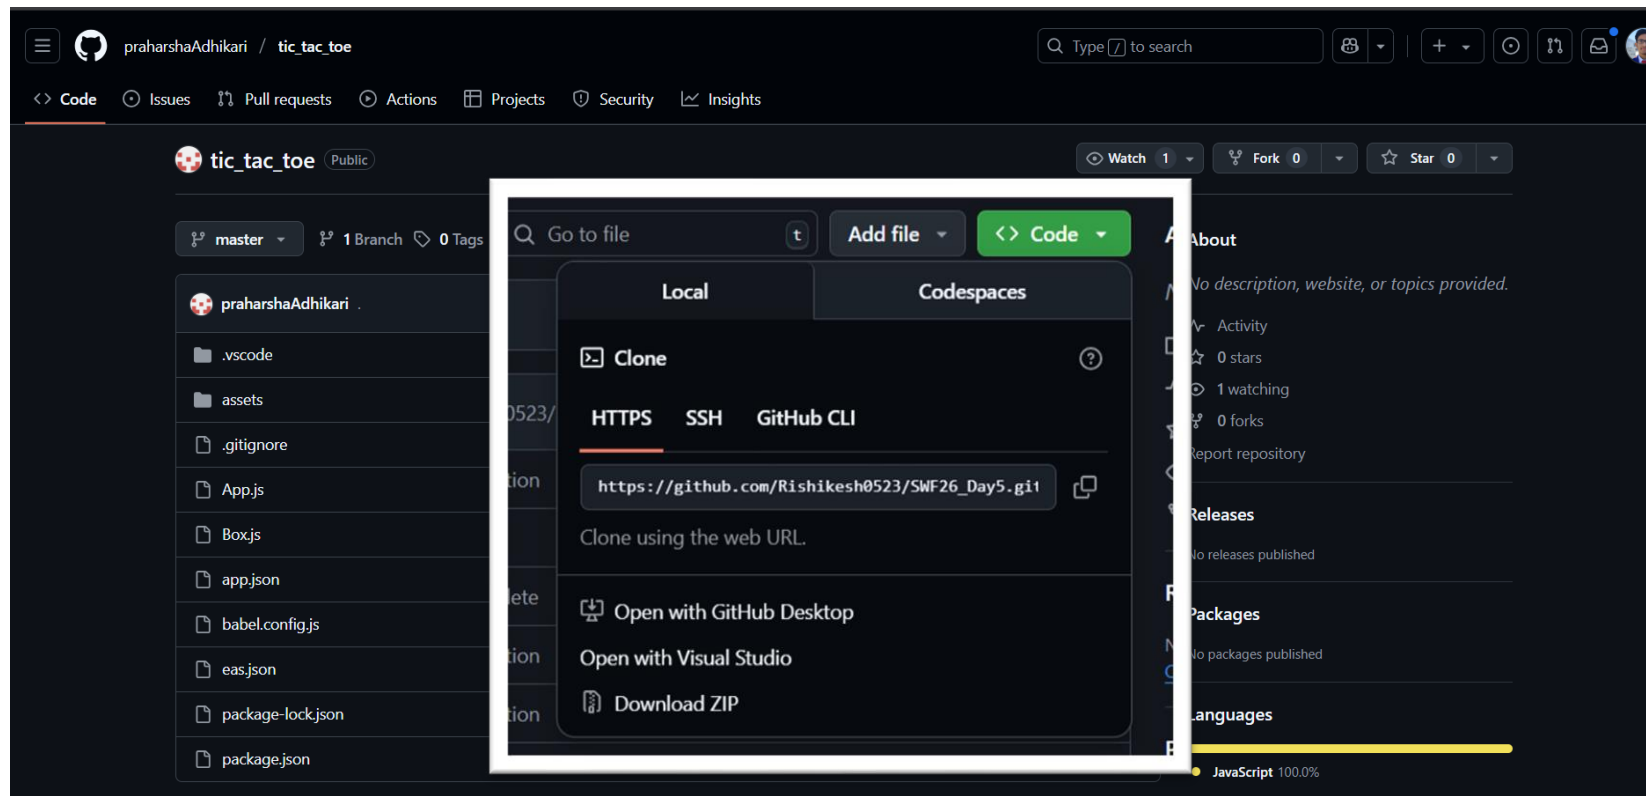 praharshaAdhikari / tic_tac_toe
Type / to search
Code Issues Pull requests Actions Projects Security Insights
tic_tac_toe Public
Watch 1 Fork 0 Star 0
master 1 Branch 0 Tags
praharshaAdhikari .
.vscode
assets
.gitignore
App.js
Box.js
app.json
babel.config.js
eas.json
package-lock.json
package.json
Go to file t Add file <> Code
Local Codespaces
Clone
0523/
HTTPS SSH GitHub CLI
tion
https://github.com/Rishikesh0523/SWF26_Day5.git
Clone using the web URL.
lete
Open with GitHub Desktop
tion
Open with Visual Studio
tion
Download ZIP
About
No description, website, or topics provided.
Activity
0 stars
1 watching
0 forks
Report repository
Releases
No releases published
Packages
No packages published
Languages
JavaScript 100.0%